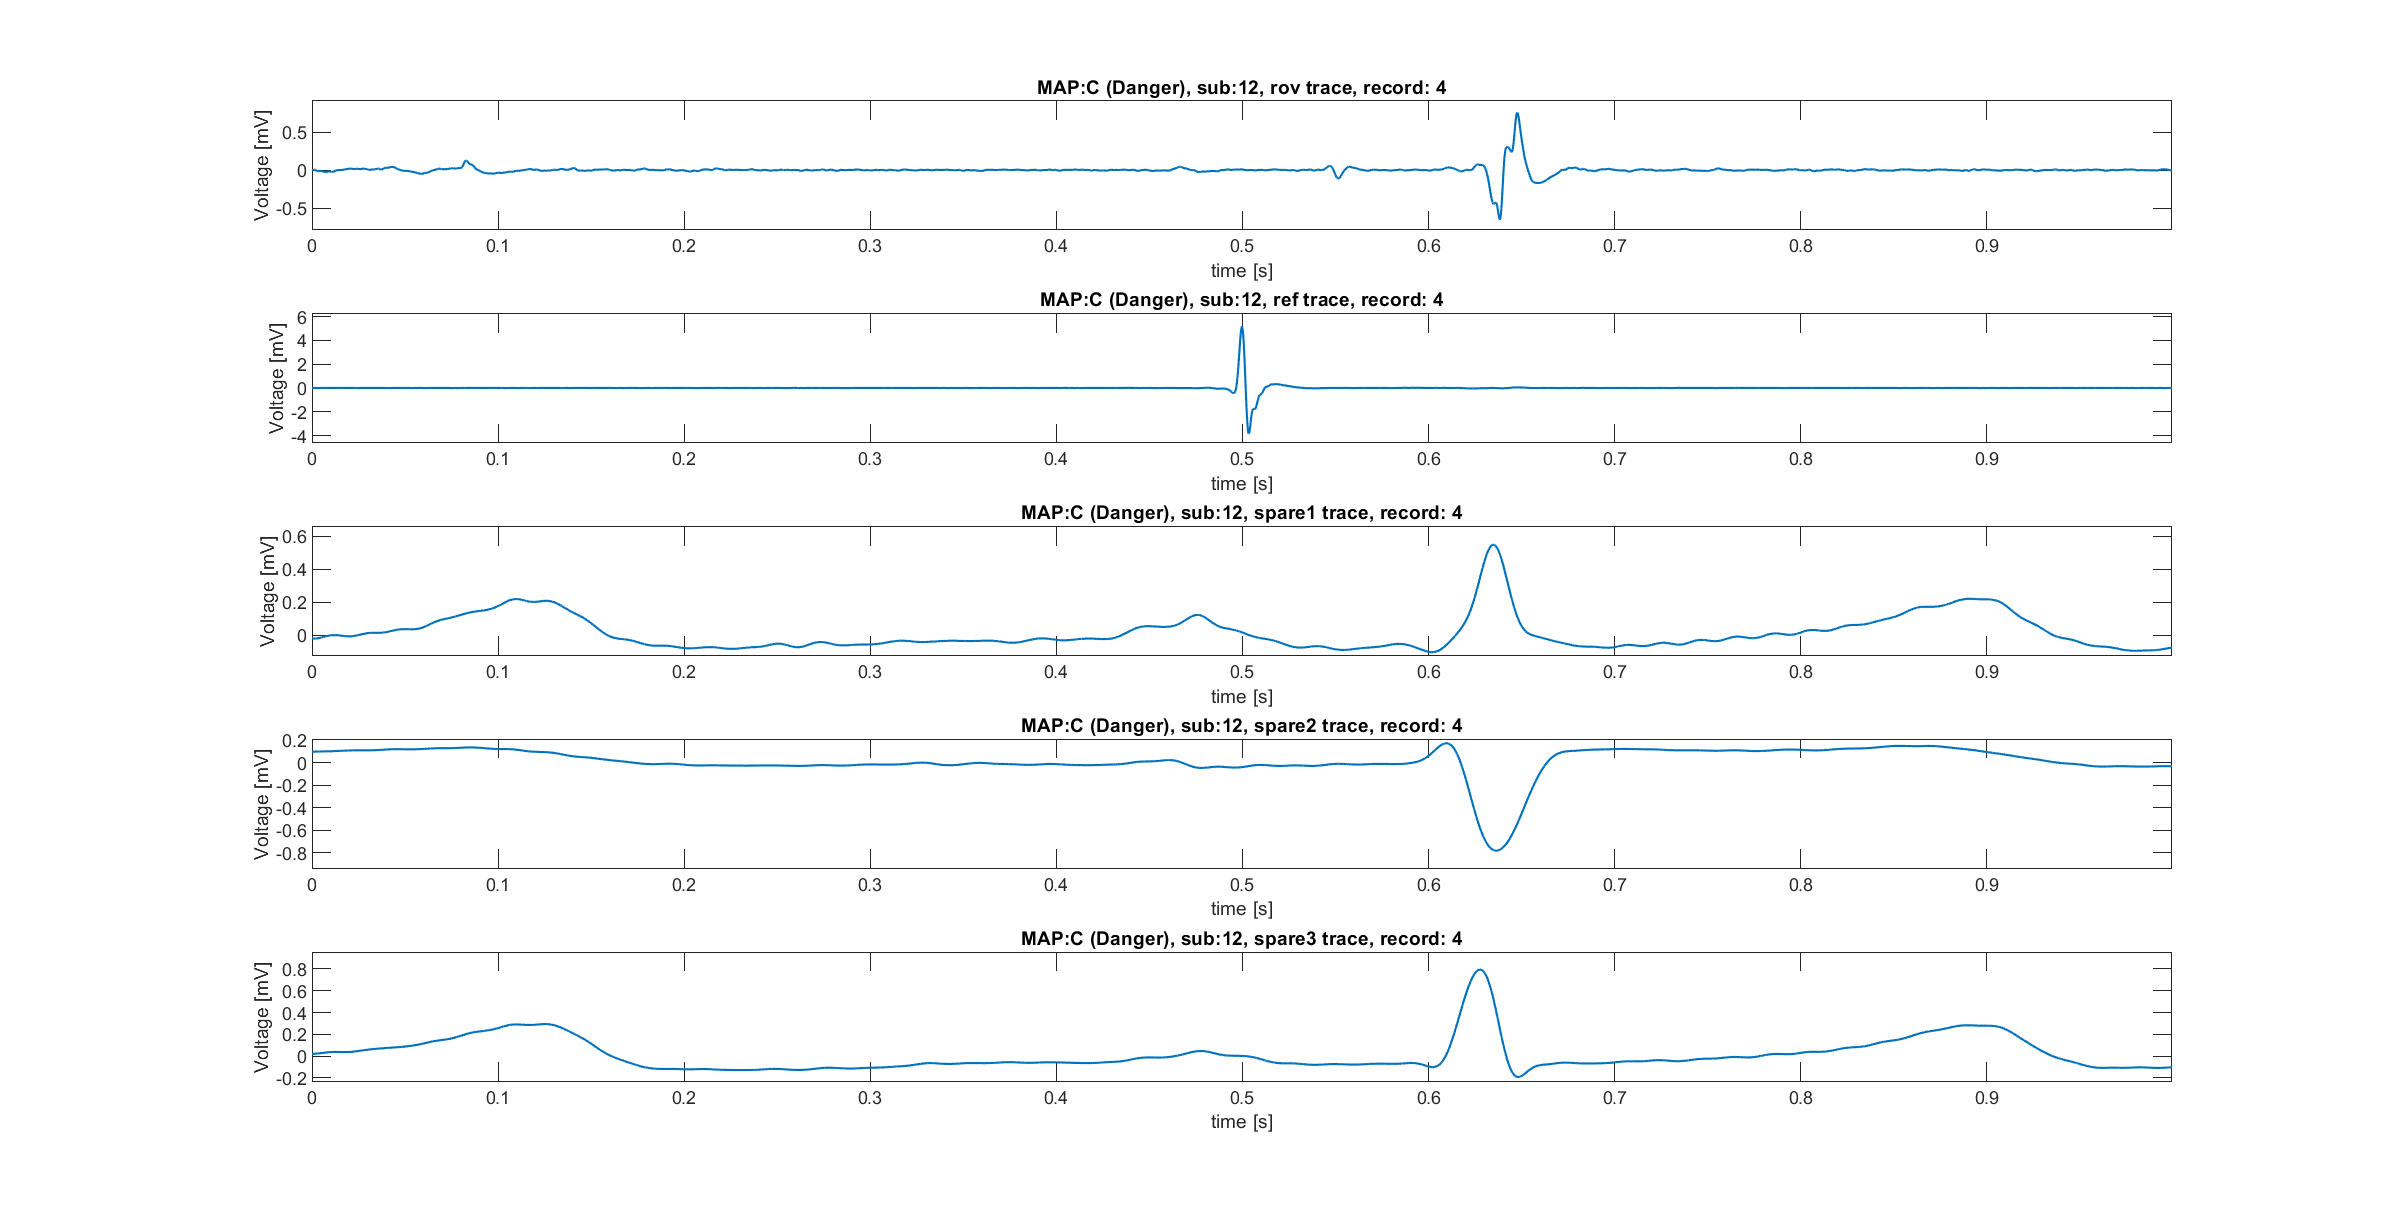 MAP:C (Danger), sub:12, rov trace, record: 4
Voltage [mV]
0.5
0
-0.5
0 0.1 0.2 0.3 0.4 0.5 0.6 0.7 0.8 0.9
time [s]
MAP:C (Danger), sub:12, ref trace, record: 4
Voltage [mV]
6
4
2
0
-2
-4
0 0.1 0.2 0.3 0.4 0.5 0.6 0.7 0.8 0.9
time [s]
MAP:C (Danger), sub:12, spare1 trace, record: 4
Voltage [mV]
0.6
0.4
0.2
0
0 0.1 0.2 0.3 0.4 0.5 0.6 0.7 0.8 0.9
time [s]
MAP:C (Danger), sub:12, spare2 trace, record: 4
Voltage [mV]
0.2
0
-0.2
-0.4
-0.6
-0.8
0 0.1 0.2 0.3 0.4 0.5 0.6 0.7 0.8 0.9
time [s]
MAP:C (Danger), sub:12, spare3 trace, record: 4
Voltage [mV]
0.8
0.6
0.4
0.2
0
-0.2
0 0.1 0.2 0.3 0.4 0.5 0.6 0.7 0.8 0.9
time [s]